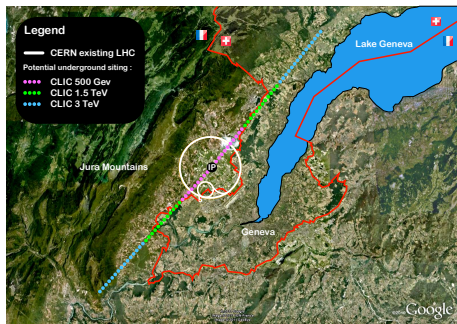 Legend
CERN existing LHC
Potential underground siting :
CLIC 500 Gev
CLIC 1.5 TeV
CLIC 3 TeV
Lake Geneva
Jura Mountains
IP
Geneva
Google